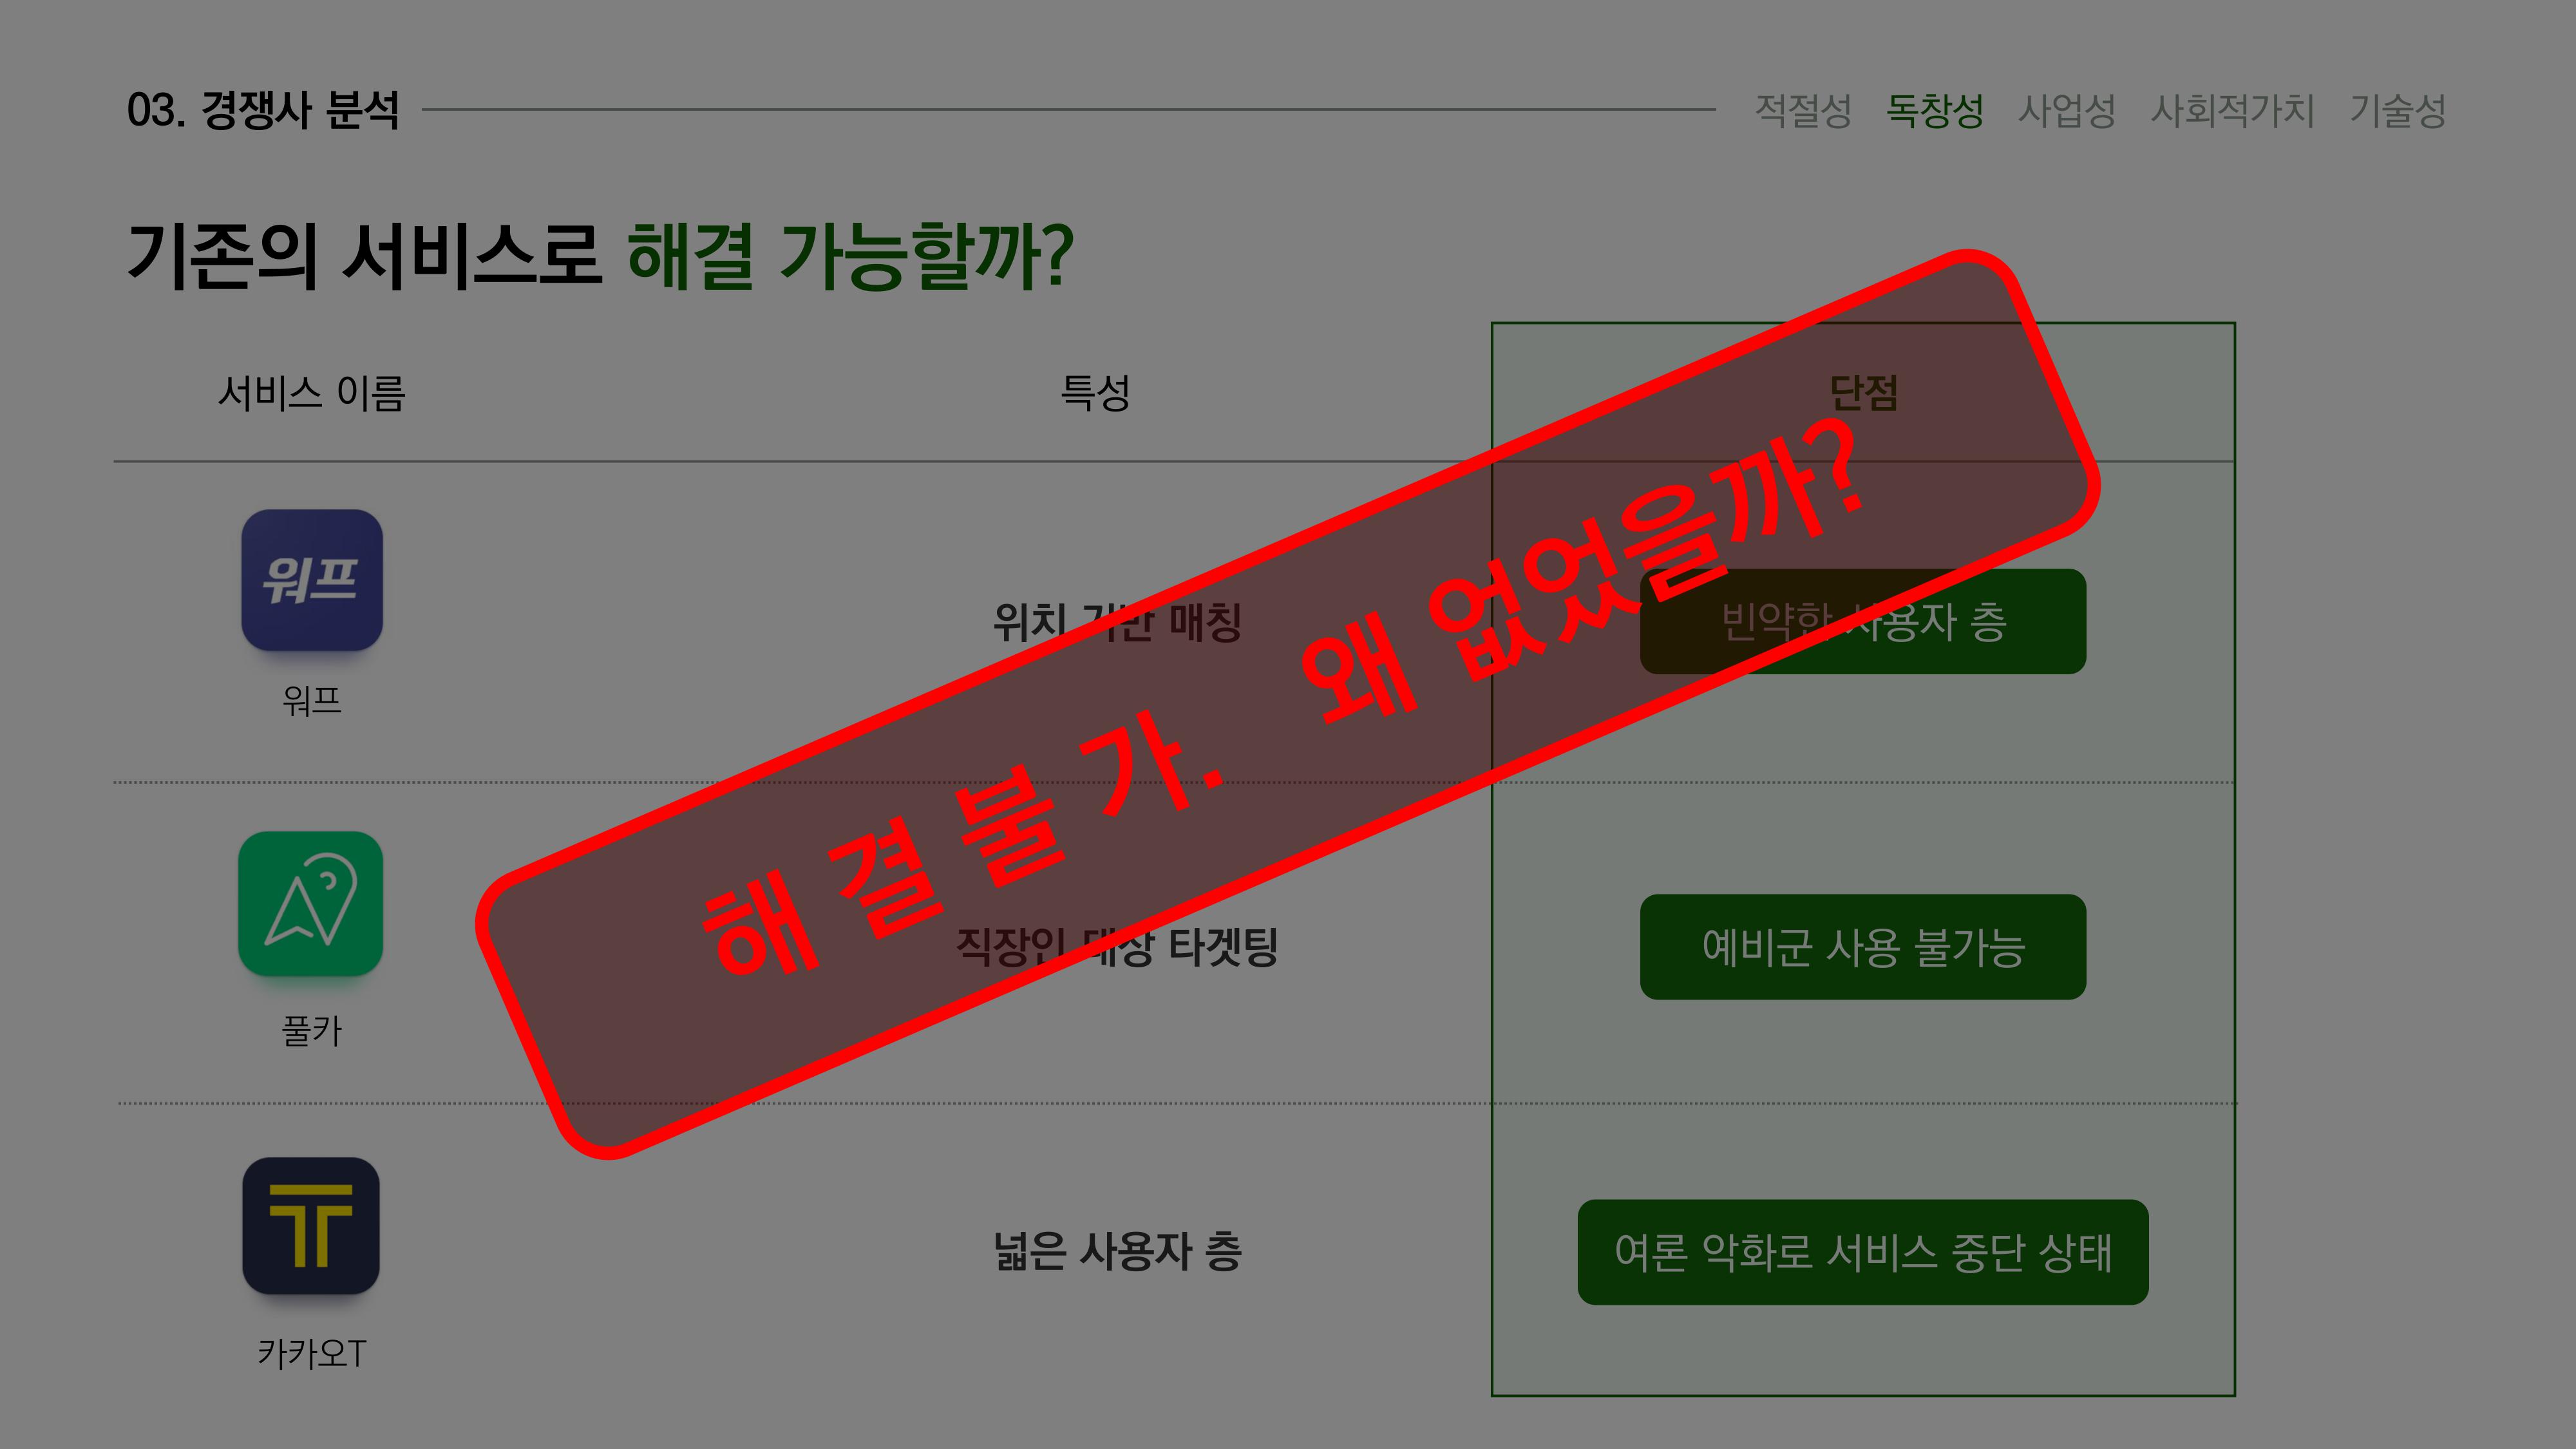 03. 경쟁사 분석
적절성 독창성 사업성 사회적가치 기술성
기존의 서비스로 해결 가능할까?
서비스 이름 특성 단점
워프
위치 기반 매칭
빈약한 사용자 층
워프
해결불가. 왜 없었을까?
직장인 대상 타겟팅
예비군 사용 불가능
풀카
T
넓은 사용자 층
여론 악화로 서비스 중단 상태
카카오T